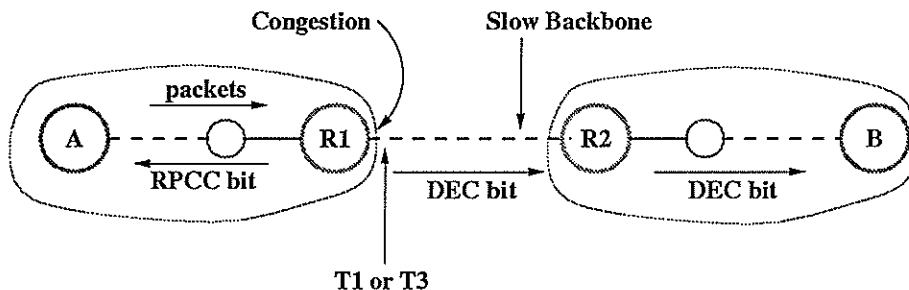 Congestion
Slow Backbone
packets
A
R1
R2
B
RPCC bit
DEC bit
DEC bit
T1 or T3